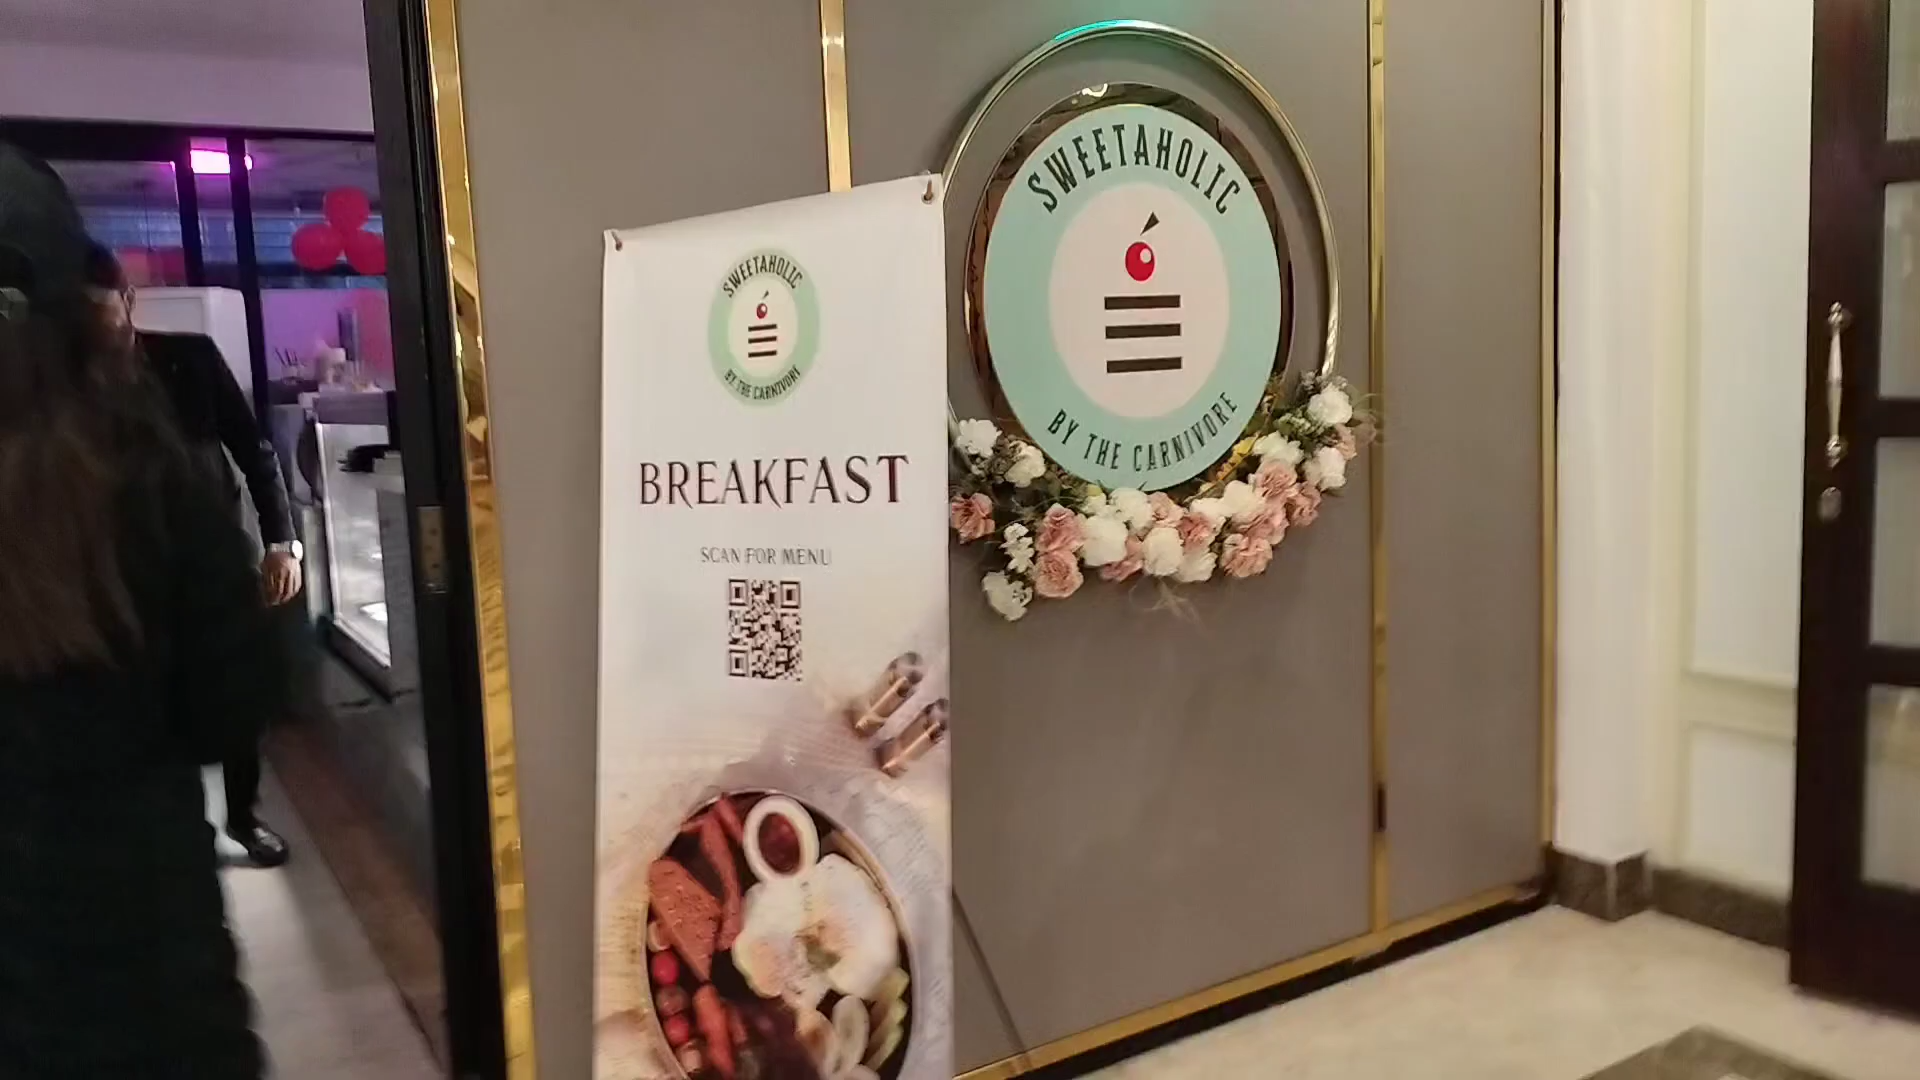 SWEETAHOLIC
BY THE CARNIVORE
BREAKFAST
SCAN FOR MENU
SWEETAHOLIC
BY THE CARNIVORE